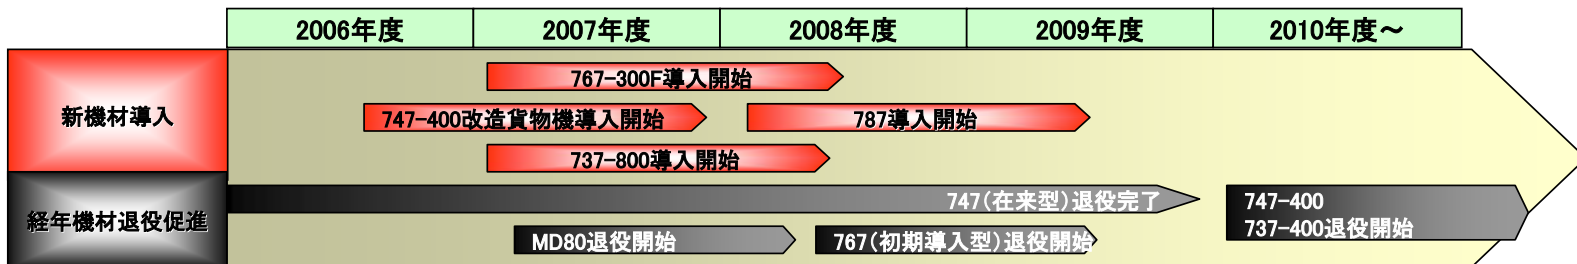 2006年度 2007年度 2008年度 2009年度 2010年度～
新機材導入
767-300F導入開始
747-400改造貨物機導入開始 787導入開始
737-800導入開始
経年機材退役促進
747(在来型)退役完了
MD80退役開始 767(初期導入型)退役開始
747-400
737-400退役開始